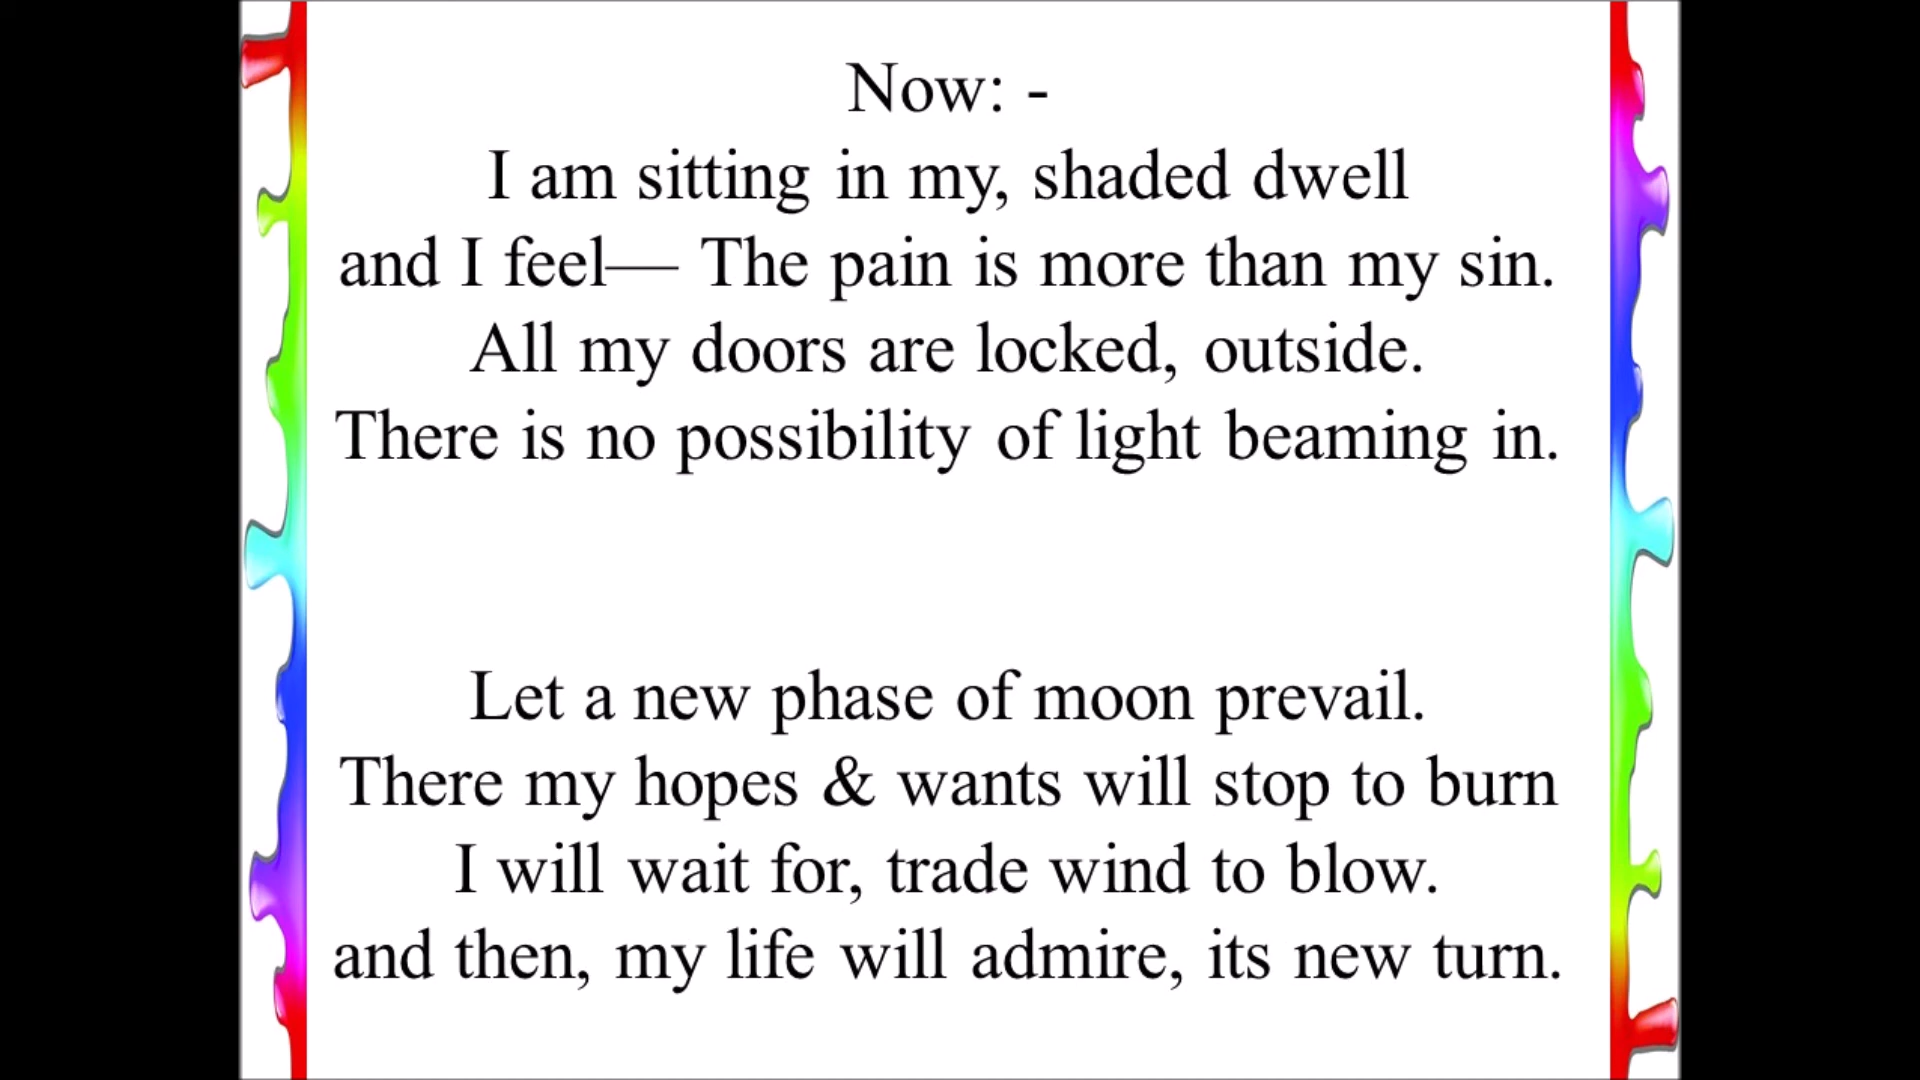 Now: -
I am sitting in my, shaded dwell
and I feel— The pain is more than my sin.
All my doors are locked, outside.
There is no possibility of light beaming in.
Let a new phase of moon prevail.
There my hopes & wants will stop to burn
I will wait for, trade wind to blow.
and then, my life will admire, its new turn.